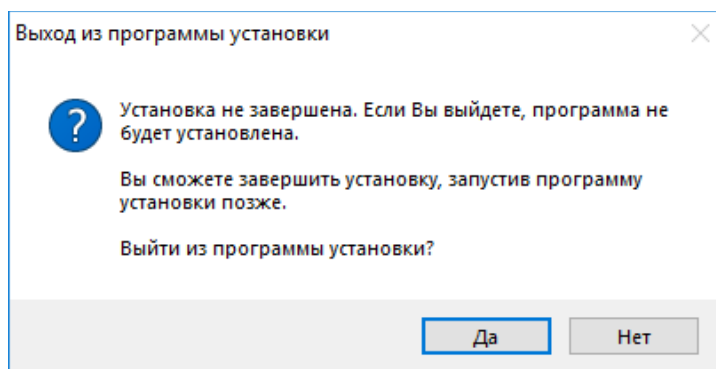 Выход из программы установки
Установка не завершена. Если Вы выйдете, программа не
будет установлена.
Вы сможете завершить установку, запустив программу
установки позже.
Выйти из программы установки?
Да
Нет